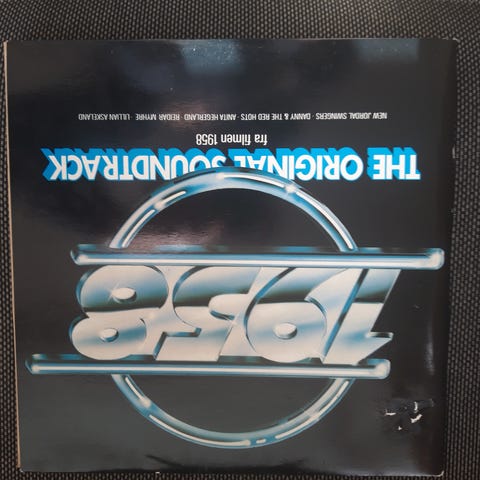 1958
THE ORIGINAL SOUNDTRACK
fra filmen 1958
NEW JORDAL SWINGERS · DANNY & THE RED HOTS · ANITA HEGERLAND · REIDAR MYHRE · LILLIAN ASKELAND